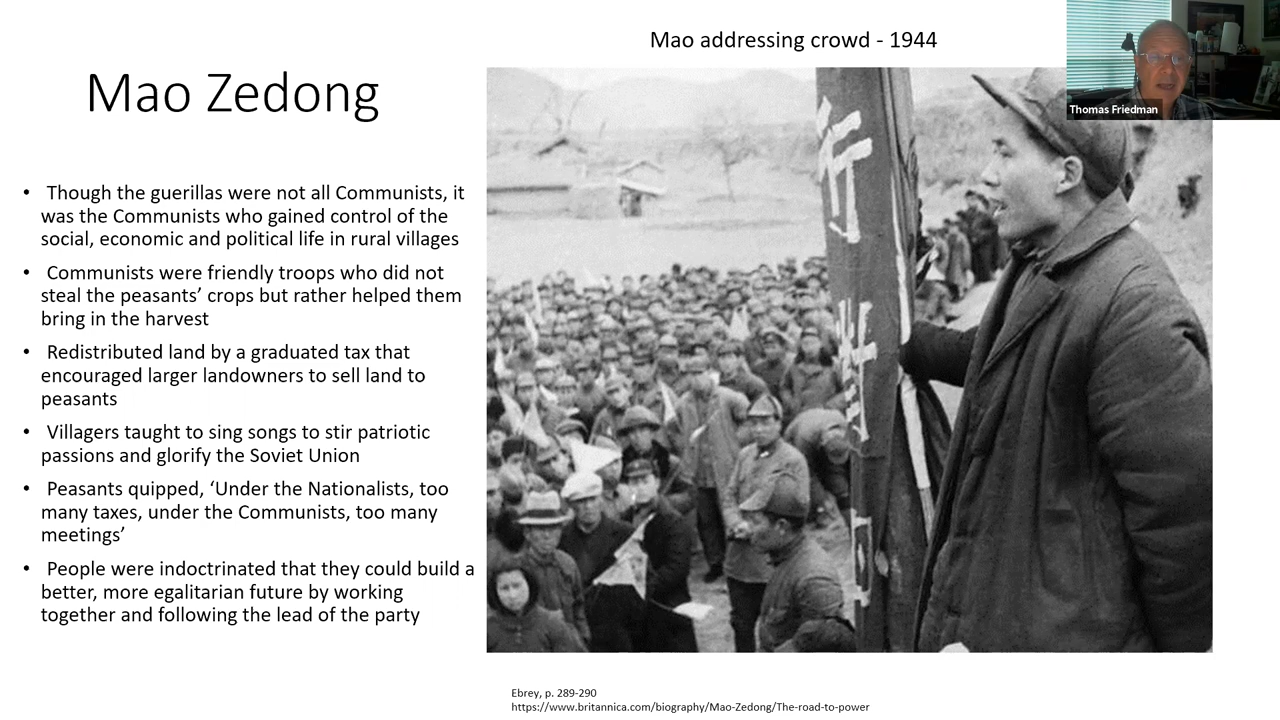 Mao addressing crowd - 1944
Thomas Friedman
Mao Zedong
• Though the guerillas were not all Communists, it
was the Communists who gained control of the
social, economic and political life in rural villages
• Communists were friendly troops who did not
steal the peasants’ crops but rather helped them
bring in the harvest
• Redistributed land by a graduated tax that
encouraged larger landowners to sell land to
peasants
• Villagers taught to sing songs to stir patriotic
passions and glorify the Soviet Union
• Peasants quipped, ‘Under the Nationalists, too
many taxes, under the Communists, too many
meetings’
• People were indoctrinated that they could build a
better, more egalitarian future by working
together and following the lead of the party
Ebrey, p. 289-290
https://www.britannica.com/biography/Mao-Zedong/The-road-to-power